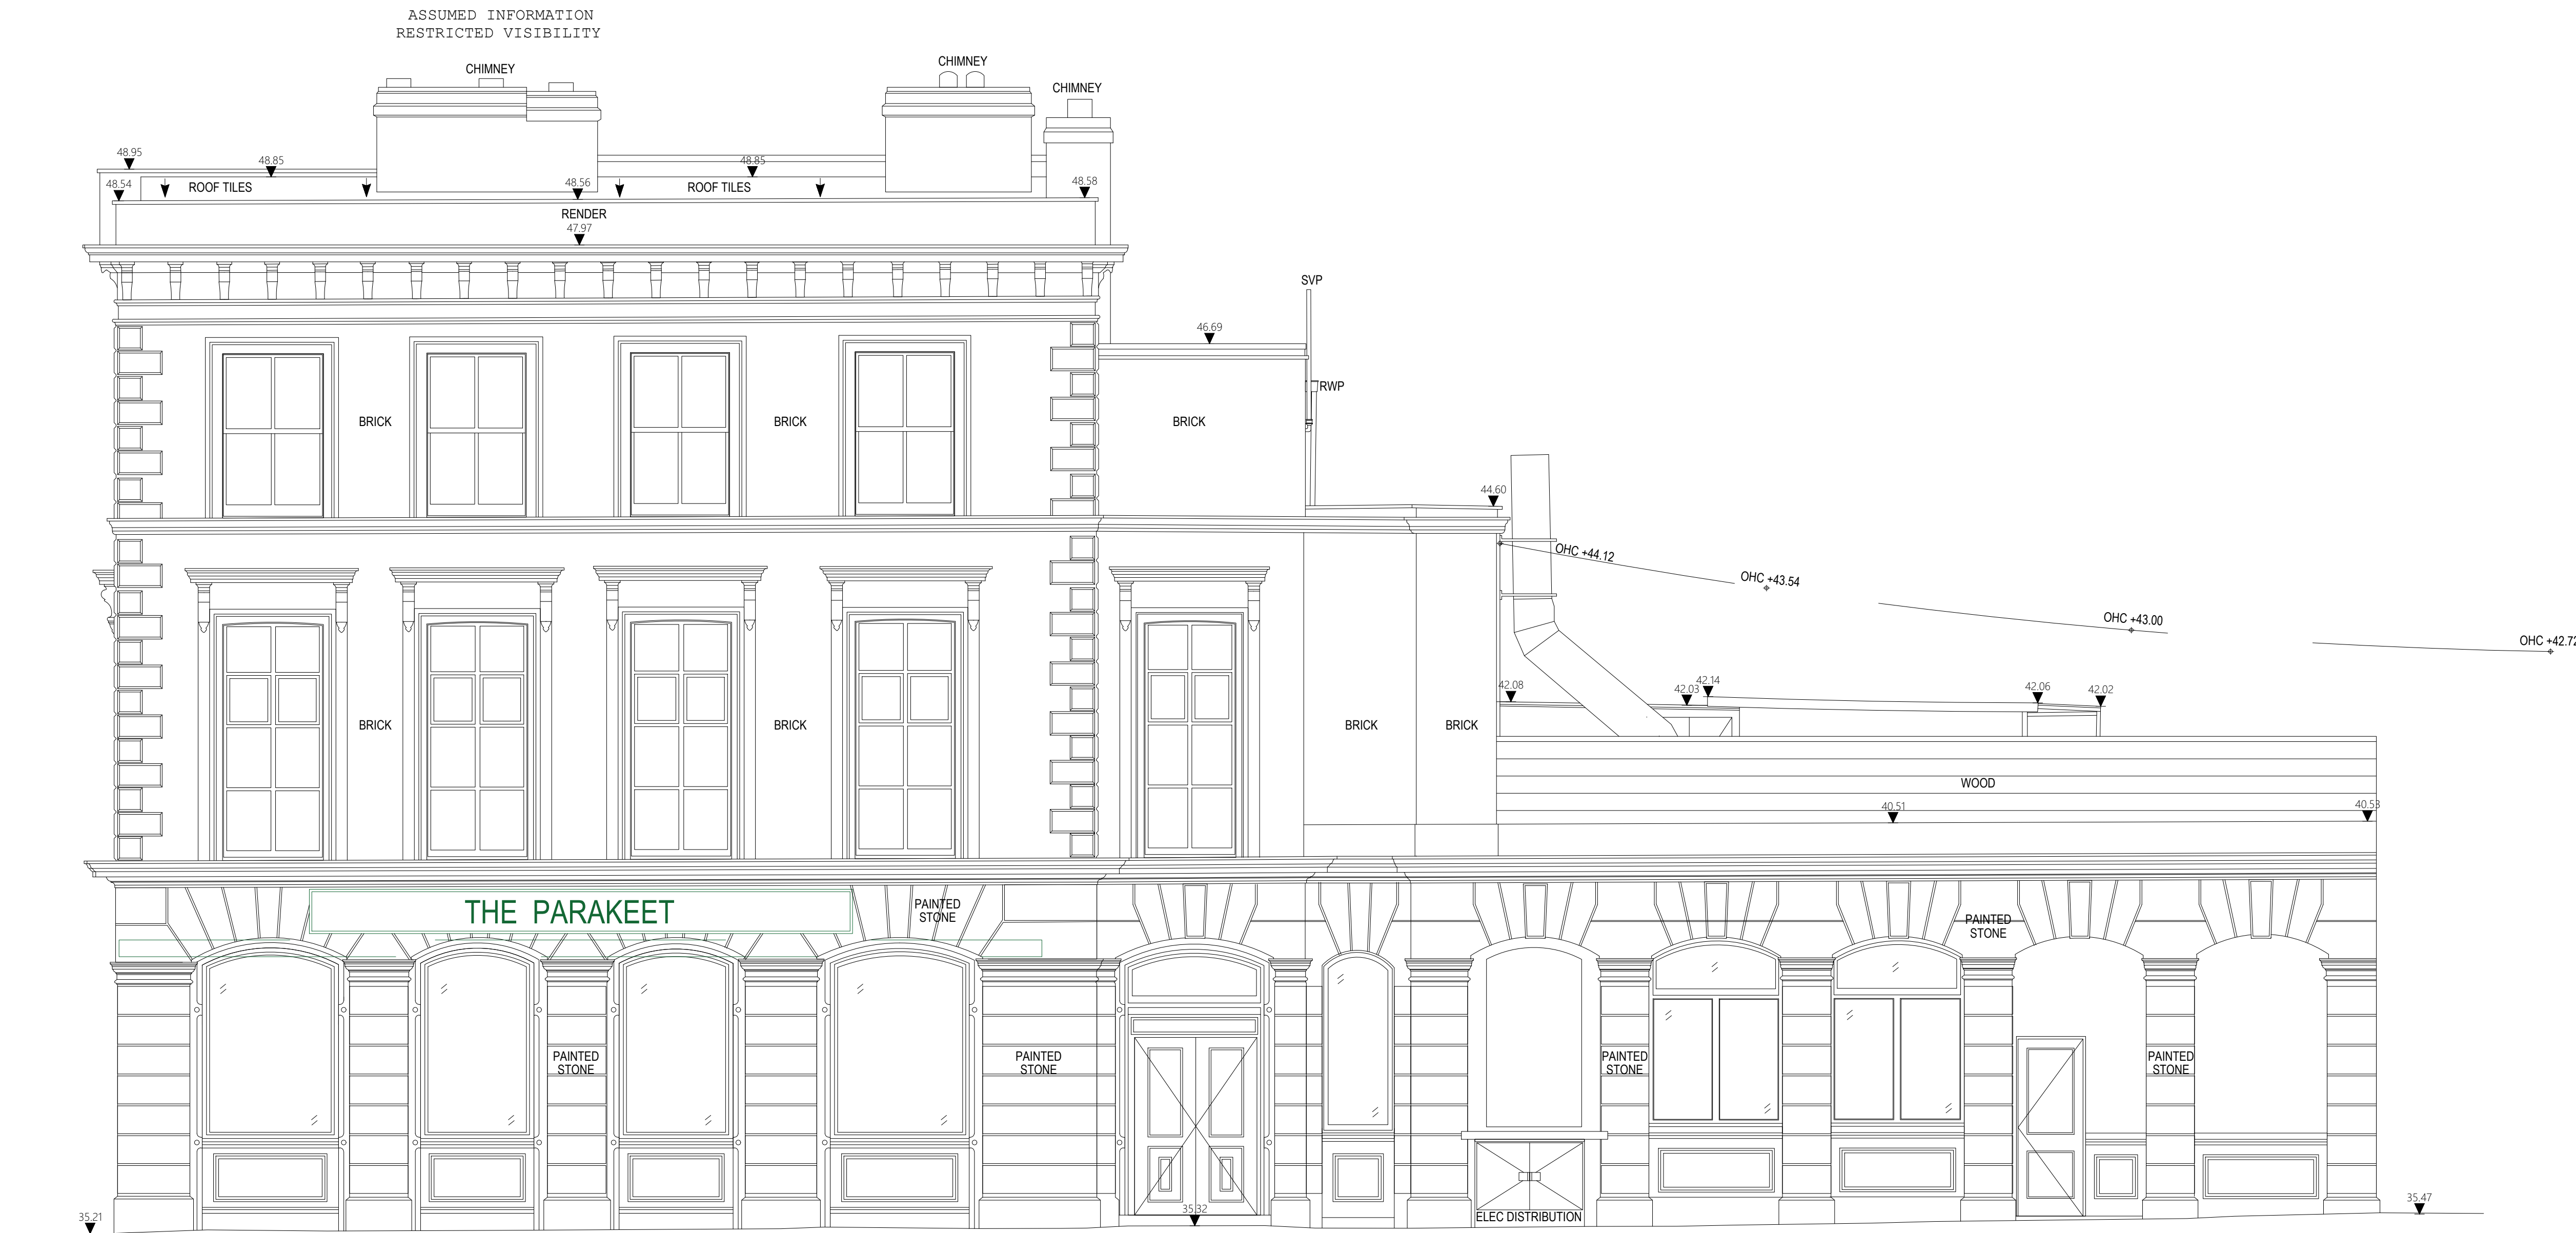 ASSUMED INFORMATION
RESTRICTED VISIBILITY
CHIMNEY
CHIMNEY
CHIMNEY
48.95
48.85
48.85
48.54
ROOF TILES
48.56
ROOF TILES
48.58
RENDER
47.97
SVP
46.69
RWP
BRICK
BRICK
BRICK
44.60
OHC +44.12
OHC +43.54
OHC +43.00
OHC +42.72
42.08
42.03
42.14
42.06
42.02
BRICK
BRICK
BRICK
BRICK
WOOD
40.51
40.53
THE PARAKEET
PAINTED
STONE
PAINTED
STONE
PAINTED
STONE
PAINTED
STONE
PAINTED
STONE
PAINTED
STONE
35.21
35.32
ELEC DISTRIBUTION
35.47